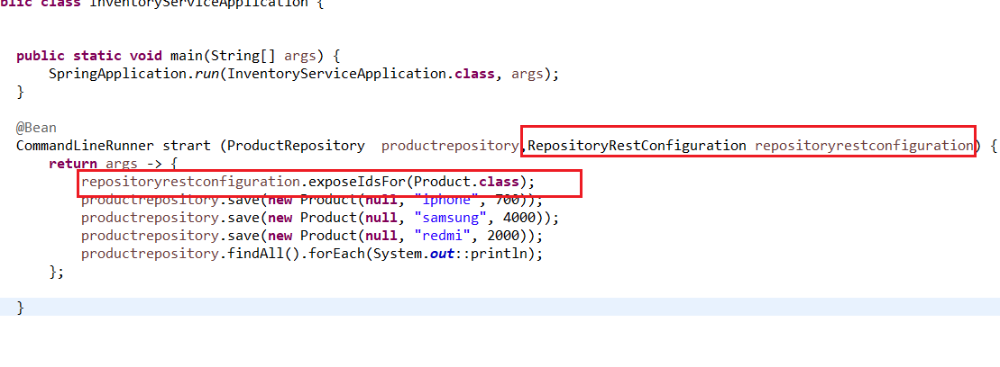 blic class InventoryServiceApplication {
public static void main(String[] args) {
SpringApplication.run(InventoryServiceApplication.class, args);
}
@Bean
CommandLineRunner strart (ProductRepository productrepository,RepositoryRestConfiguration repositoryrestconfiguration) {
return args -> {
repositoryrestconfiguration.exposeIdsFor(Product.class);
productrepository.save(new Product(null, "iphone", 700));
productrepository.save(new Product(null, "samsung", 4000));
productrepository.save(new Product(null, "redmi", 2000));
productrepository.findAll().forEach(System.out::println);
};
}